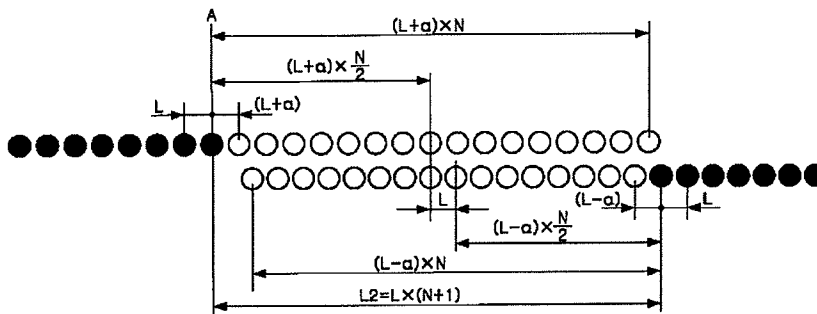 A
(L+a)×N
(L+a)×N/2
L
(L+a)
L
(L-a)
L
(L-a)×N/2
(L-a)×N
L2=L×(N+1)